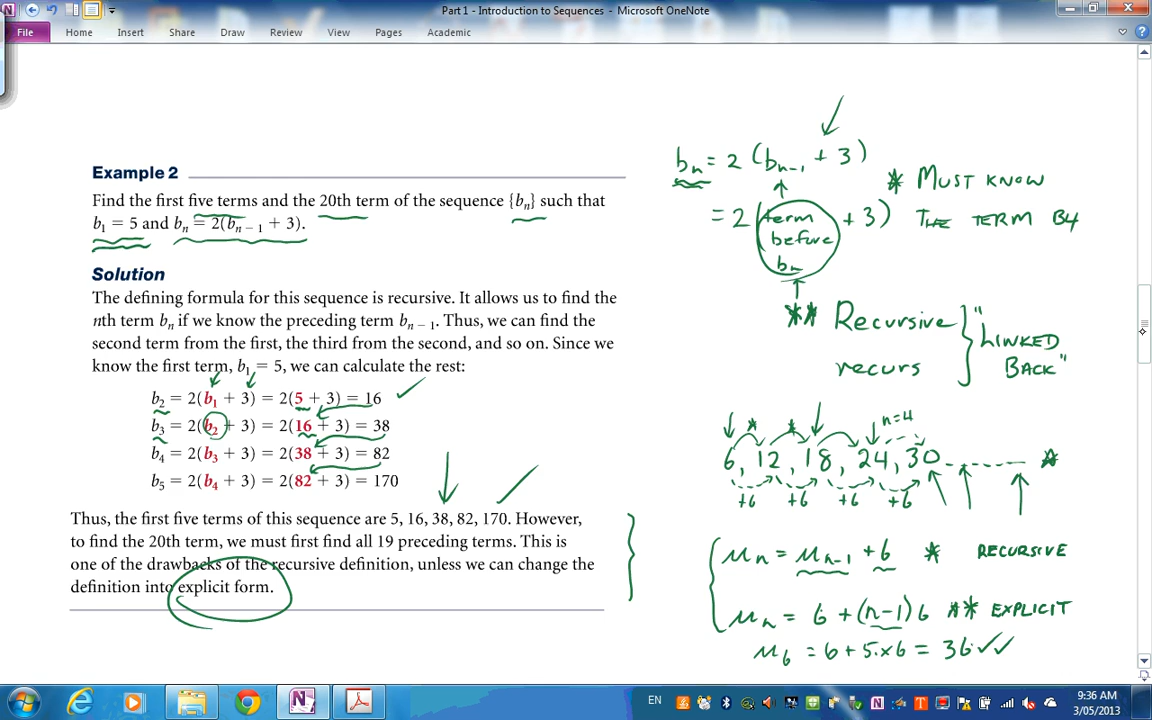 Part 1 - Introduction to Sequences - Microsoft OneNote
File Home Insert Share Draw Review View Pages Academic
Example 2
Find the first five terms and the 20th term of the sequence {bₙ} such that
b₁ = 5 and bₙ = 2(bₙ₋₁ + 3).
Solution
The defining formula for this sequence is recursive. It allows us to find the
nth term bₙ if we know the preceding term bₙ₋₁. Thus, we can find the
second term from the first, the third from the second, and so on. Since we
know the first term, b₁ = 5, we can calculate the rest:
b₂ = 2(b₁ + 3) = 2(5 + 3) = 16
b₃ = 2(b₂ + 3) = 2(16 + 3) = 38
b₄ = 2(b₃ + 3) = 2(38 + 3) = 82
b₅ = 2(b₄ + 3) = 2(82 + 3) = 170
Thus, the first five terms of this sequence are 5, 16, 38, 82, 170. However,
to find the 20th term, we must first find all 19 preceding terms. This is
one of the drawbacks of the recursive definition, unless we can change the
definition into explicit form.
bₙ = 2 (bₙ₋₁ + 3)
= 2 (term before bₙ + 3)
* MUST KNOW
THE TERM B4
** Recursive
recurs
"LINKED
BACK"
n=4
6, 12, 18, 24, 30 -------- *
+6 +6 +6 +6
uₙ = uₙ₋₁ + 6 * RECURSIVE
uₙ = 6 + (n-1)6 ** EXPLICIT
u₆ = 6 + 5×6 = 36 ✓✓
EN
9:36 AM
3/05/2013